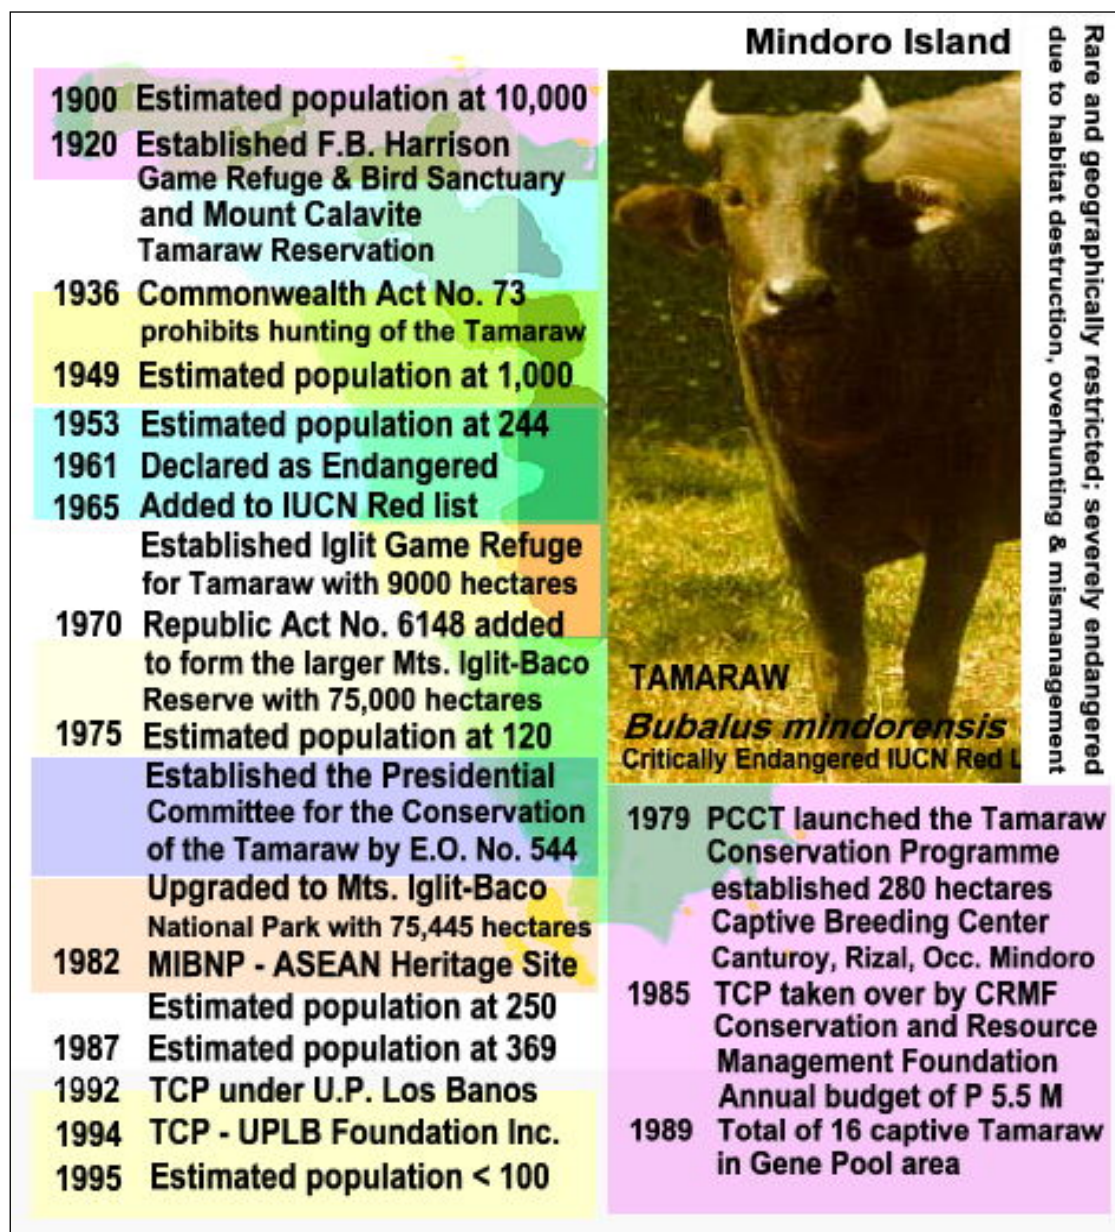 Mindoro Island
Rare and geographically restricted; severely endangered
due to habitat destruction, overhunting & mismanagement
1900 Estimated population at 10,000
1920 Established F.B. Harrison
Game Refuge & Bird Sanctuary
and Mount Calavite
Tamaraw Reservation
1936 Commonwealth Act No. 73
prohibits hunting of the Tamaraw
1949 Estimated population at 1,000
1953 Estimated population at 244
1961 Declared as Endangered
1965 Added to IUCN Red list
Established Iglit Game Refuge
for Tamaraw with 9000 hectares
1970 Republic Act No. 6148 added
to form the larger Mts. Iglit-Baco
Reserve with 75,000 hectares
1975 Estimated population at 120
Established the Presidential
Committee for the Conservation
of the Tamaraw by E.O. No. 544
Upgraded to Mts. Iglit-Baco
National Park with 75,445 hectares
1982 MIBNP - ASEAN Heritage Site
Estimated population at 250
1987 Estimated population at 369
1992 TCP under U.P. Los Banos
1994 TCP - UPLB Foundation Inc.
1995 Estimated population < 100
TAMARAW
Bubalus mindorensis
Critically Endangered IUCN Red L
1979 PCCT launched the Tamaraw
Conservation Programme
established 280 hectares
Captive Breeding Center
Canturoy, Rizal, Occ. Mindoro
1985 TCP taken over by CRMF
Conservation and Resource
Management Foundation
Annual budget of P 5.5 M
1989 Total of 16 captive Tamaraw
in Gene Pool area